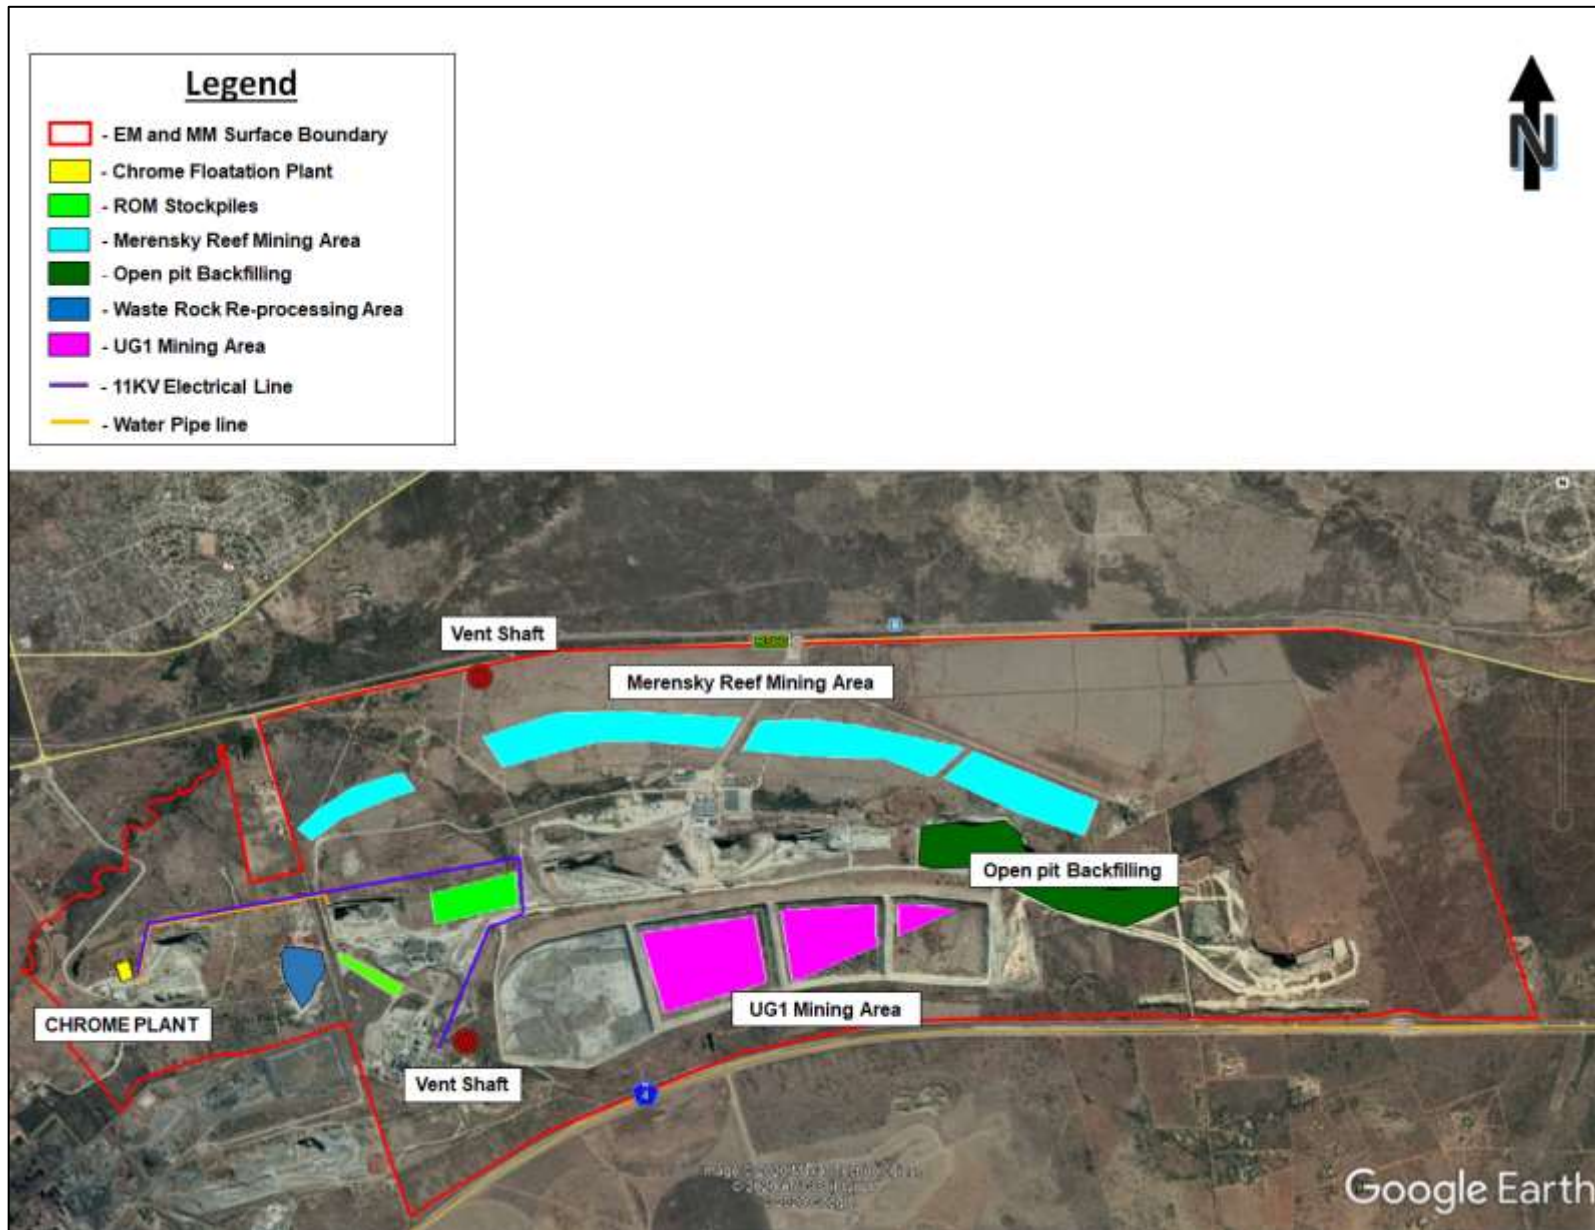 Legend
- EM and MM Surface Boundary
- Chrome Floatation Plant
- ROM Stockpiles
- Merensky Reef Mining Area
- Open pit Backfilling
- Waste Rock Re-processing Area
- UG1 Mining Area
- 11KV Electrical Line
- Water Pipe line
N
Vent Shaft
Merensky Reef Mining Area
Open pit Backfilling
UG1 Mining Area
CHROME PLANT
Vent Shaft
4
Google Earth